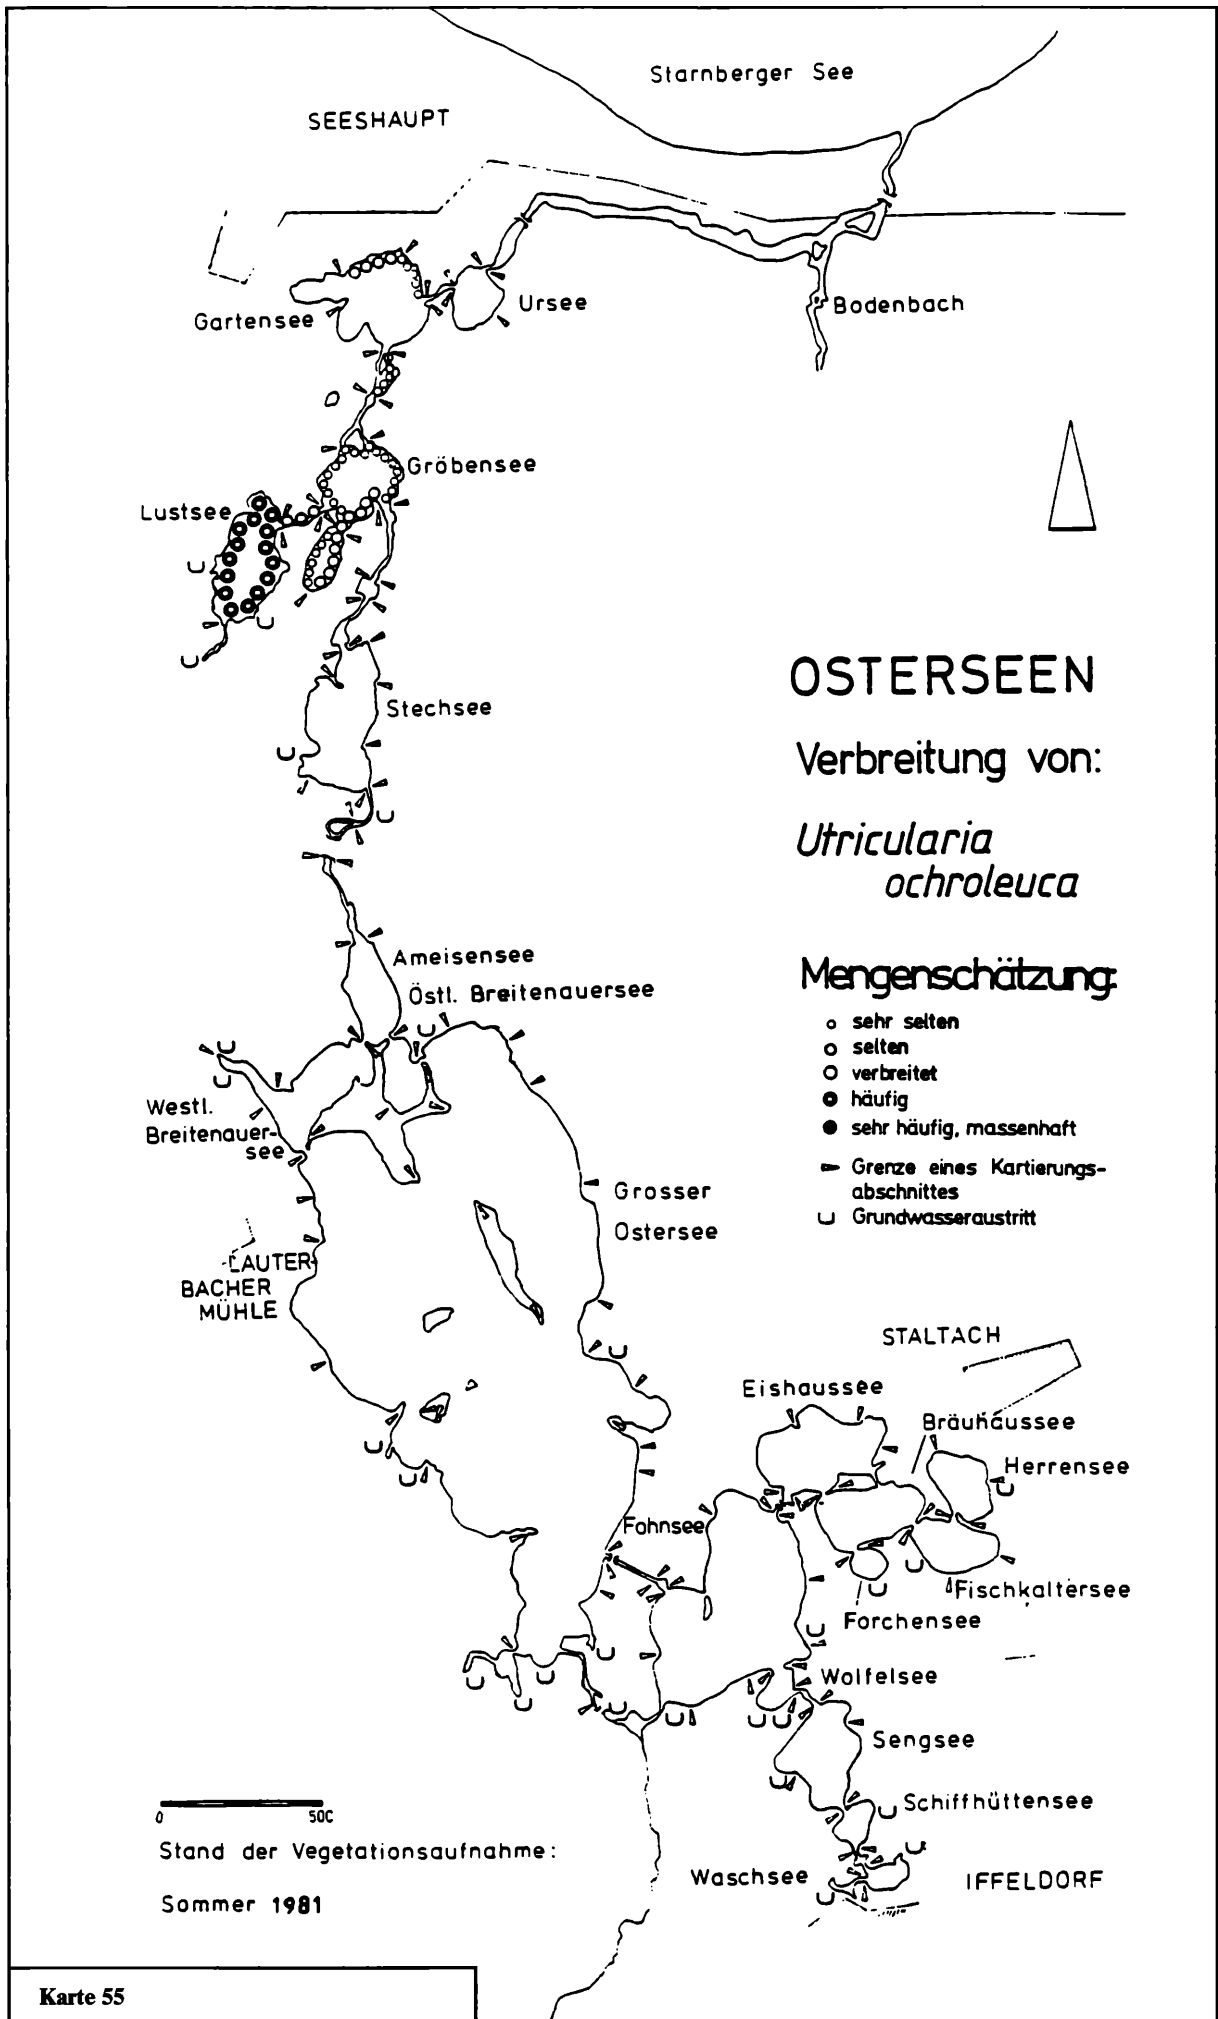 Starnberger See
SEESHAUPT
Gartensee
Ursee
Bodenbach
Gröbensee
Lustsee
Stechsee
OSTERSEEN
Verbreitung von:
Utricularia
ochroleuca
Mengenschätzung:
sehr selten
selten
verbreitet
häufig
sehr häufig, massenhaft
Grenze eines Kartierungs-
abschnittes
Grundwasseraustritt
Ameisensee
Östl. Breitenauersee
Westl.
Breitenauer-
see
Grosser
Ostersee
LAUTER-
BACHER
MÜHLE
STALTACH
Eishaussee
Bräuhaussee
Herrensee
Fohnsee
Fischkaltersee
Forchensee
Wolfelsee
Sengsee
Schiffhüttensee
Waschsee
IFFELDORF
0 50C
Stand der Vegetationsaufnahme:
Sommer 1981
Karte 55